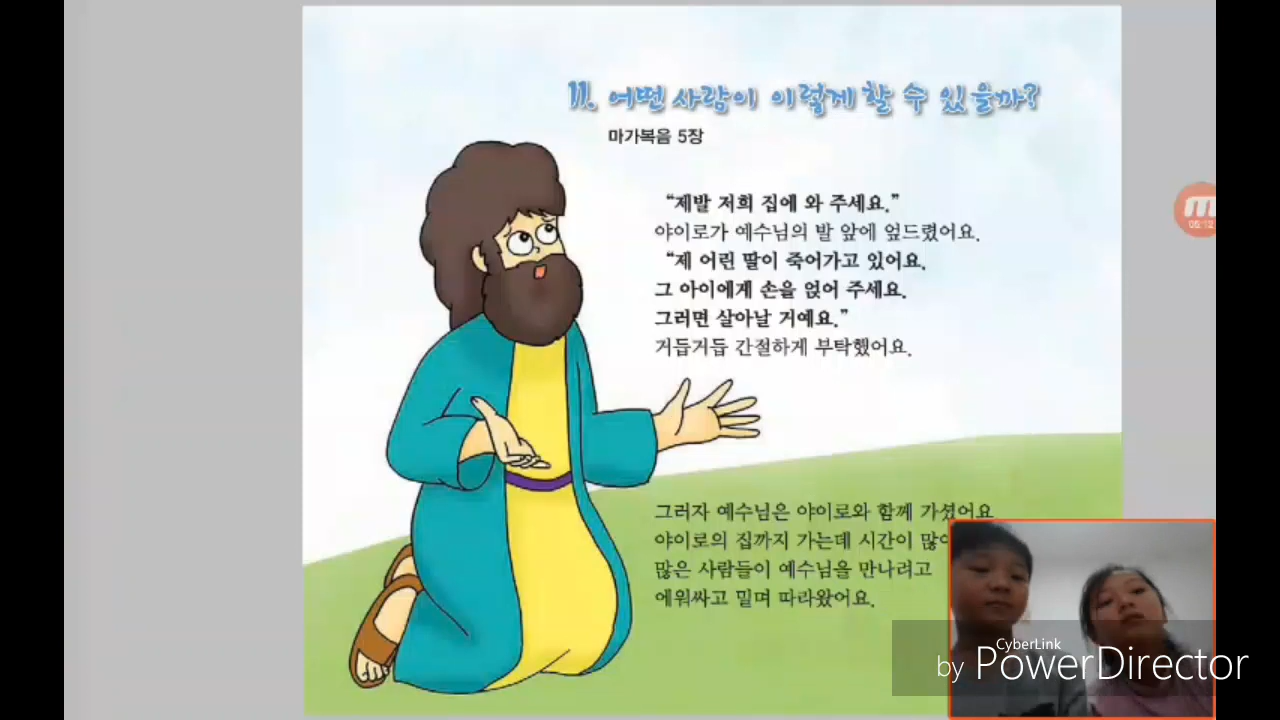 11. 어떤 사람이 이렇게 할 수 있을까?
마가복음 5장
“제발 저희 집에 와 주세요.”
야이로가 예수님의 발 앞에 엎드렸어요.
“제 어린 딸이 죽어가고 있어요.
그 아이에게 손을 얹어 주세요.
그러면 살아날 거예요.”
거듭거듭 간절하게 부탁했어요.
그러자 예수님은 야이로와 함께 가셨어요
야이로의 집까지 가는데 시간이
많은 사람들이 예수님을 만나려고
에워싸고 밀며 따라왔어요.
m
05:12
CyberLink
by PowerDirector